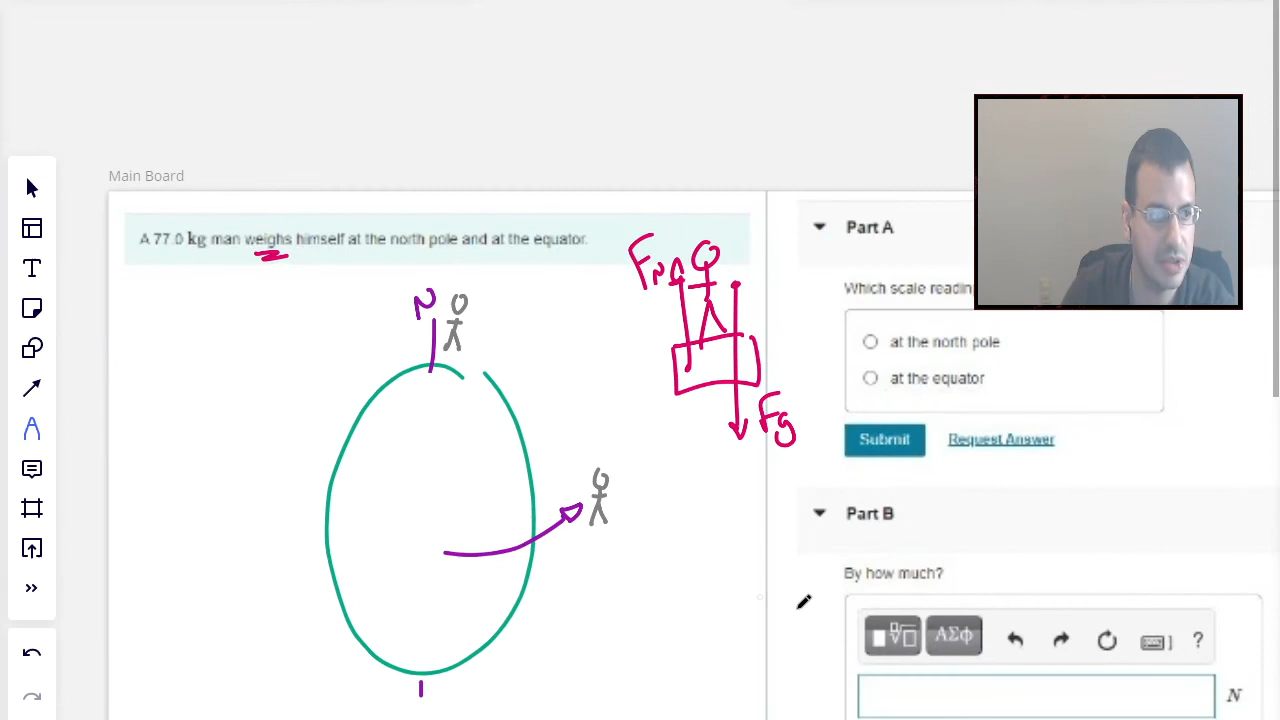 Main Board
A 77.0 kg man weighs himself at the north pole and at the equator.
N
FN
Fg
Part A
Which scale
at the north pole
at the equator
Submit Request Answer
Part B
By how much?
ΑΣΦ ?
N